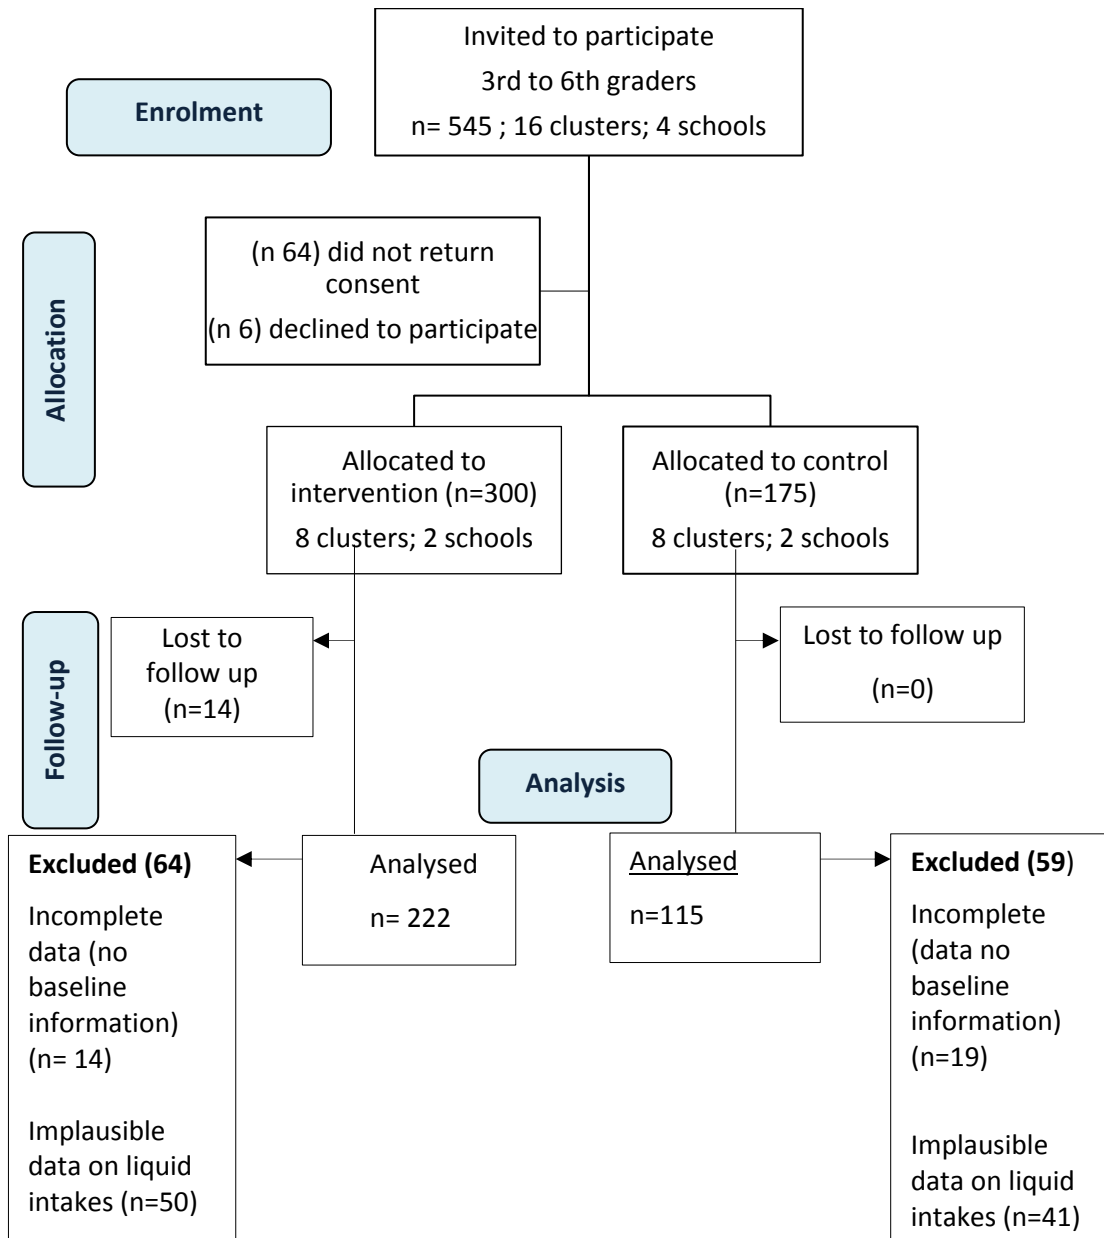 Enrolment
Invited to participate
3rd to 6th graders
n= 545 ; 16 clusters; 4 schools
Allocation
(n 64) did not return
consent
(n 6) declined to participate
Allocated to
intervention (n=300)
8 clusters; 2 schools
Allocated to control
(n=175)
8 clusters; 2 schools
Follow-up
Lost to
follow up
(n=14)
Lost to follow up
(n=0)
Analysis
Excluded (64)
Incomplete
data (no
baseline
information)
(n= 14)
Implausible
data on liquid
intakes (n=50)
Analysed
n= 222
Analysed
n=115
Excluded (59)
Incomplete
(data no
baseline
information)
(n=19)
Implausible
data on liquid
intakes (n=41)